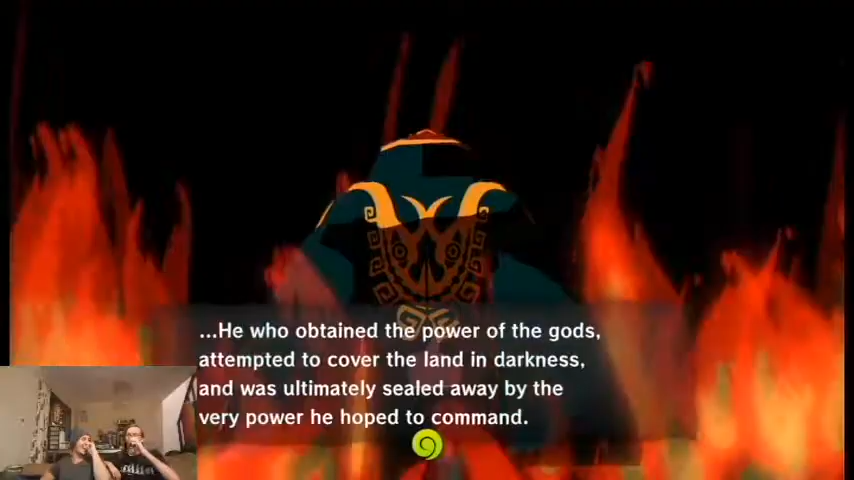 ...He who obtained the power of the gods,
attempted to cover the land in darkness,
and was ultimately sealed away by the
very power he hoped to command.